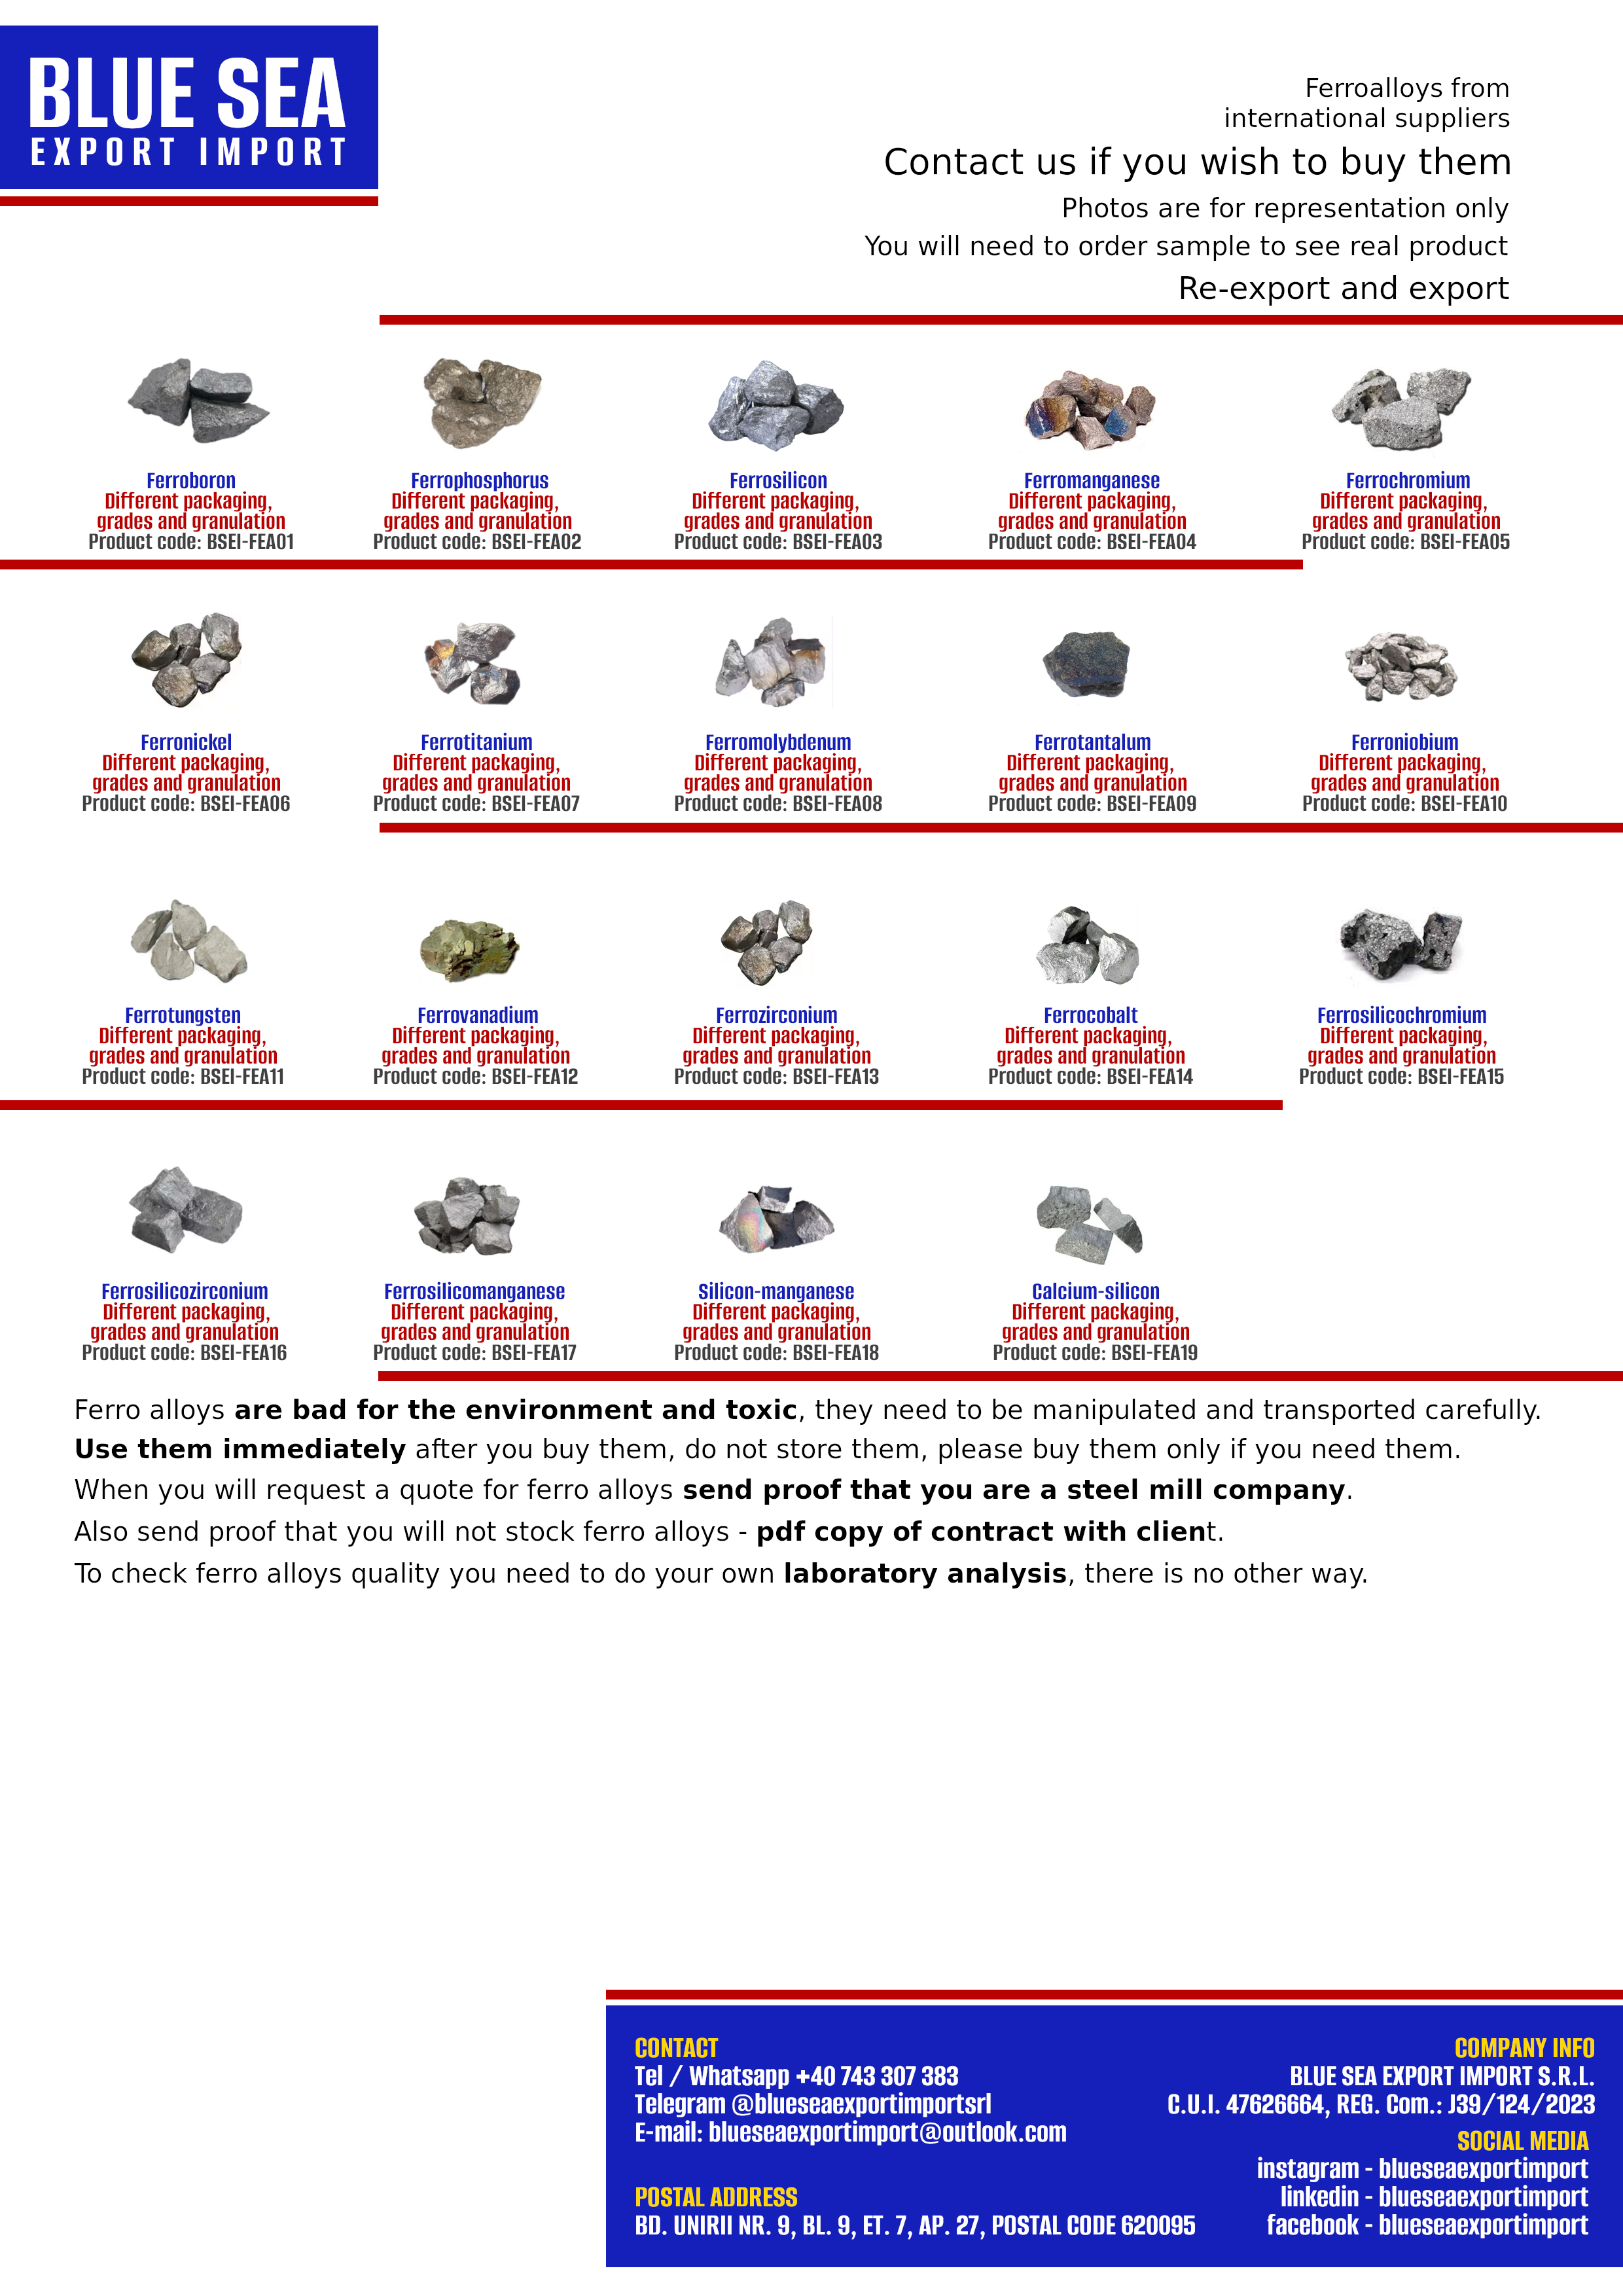 BLUE SEA
EXPORT IMPORT
Ferroalloys from
international suppliers
Contact us if you wish to buy them
Photos are for representation only
You will need to order sample to see real product
Re-export and export
Ferroboron
Different packaging,
grades and granulation
Product code: BSEI-FEA01
Ferrophosphorus
Different packaging,
grades and granulation
Product code: BSEI-FEA02
Ferrosilicon
Different packaging,
grades and granulation
Product code: BSEI-FEA03
Ferromanganese
Different packaging,
grades and granulation
Product code: BSEI-FEA04
Ferrochromium
Different packaging,
grades and granulation
Product code: BSEI-FEA05
Ferronickel
Different packaging,
grades and granulation
Product code: BSEI-FEA06
Ferrotitanium
Different packaging,
grades and granulation
Product code: BSEI-FEA07
Ferromolybdenum
Different packaging,
grades and granulation
Product code: BSEI-FEA08
Ferrotantalum
Different packaging,
grades and granulation
Product code: BSEI-FEA09
Ferroniobium
Different packaging,
grades and granulation
Product code: BSEI-FEA10
Ferrotungsten
Different packaging,
grades and granulation
Product code: BSEI-FEA11
Ferrovanadium
Different packaging,
grades and granulation
Product code: BSEI-FEA12
Ferrozirconium
Different packaging,
grades and granulation
Product code: BSEI-FEA13
Ferrocobalt
Different packaging,
grades and granulation
Product code: BSEI-FEA14
Ferrosilicochromium
Different packaging,
grades and granulation
Product code: BSEI-FEA15
Ferrosilicozirconium
Different packaging,
grades and granulation
Product code: BSEI-FEA16
Ferrosilicomanganese
Different packaging,
grades and granulation
Product code: BSEI-FEA17
Silicon-manganese
Different packaging,
grades and granulation
Product code: BSEI-FEA18
Calcium-silicon
Different packaging,
grades and granulation
Product code: BSEI-FEA19
Ferro alloys are bad for the environment and toxic, they need to be manipulated and transported carefully.
Use them immediately after you buy them, do not store them, please buy them only if you need them.
When you will request a quote for ferro alloys send proof that you are a steel mill company.
Also send proof that you will not stock ferro alloys - pdf copy of contract with client.
To check ferro alloys quality you need to do your own laboratory analysis, there is no other way.
CONTACT
Tel / Whatsapp +40 743 307 383
Telegram @blueseaexportimportsrl
E-mail: blueseaexportimport@outlook.com
POSTAL ADDRESS
BD. UNIRII NR. 9, BL. 9, ET. 7, AP. 27, POSTAL CODE 620095
COMPANY INFO
BLUE SEA EXPORT IMPORT S.R.L.
C.U.I. 47626664, REG. Com.: J39/124/2023
SOCIAL MEDIA
instagram - blueseaexportimport
linkedin - blueseaexportimport
facebook - blueseaexportimport